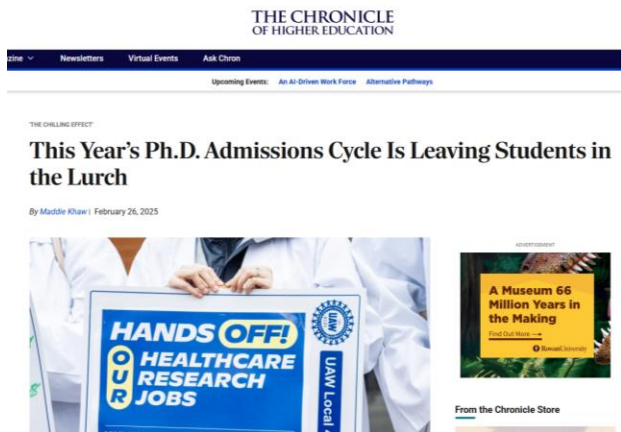 THE CHRONICLE
OF HIGHER EDUCATION
zine
Newsletters
Virtual Events
Ask Chron
Upcoming Events: An AI-Driven Work Force Alternative Pathways
'THE CHILLING EFFECT'
This Year's Ph.D. Admissions Cycle Is Leaving Students in
the Lurch
By Maddie Khaw | February 26, 2025
HANDS OFF!
OUR
HEALTHCARE
RESEARCH
JOBS
UAW
UAW Local 4
ADVERTISEMENT
A Museum 66
Million Years in
the Making
Find Out More →
Rowan University
From the Chronicle Store